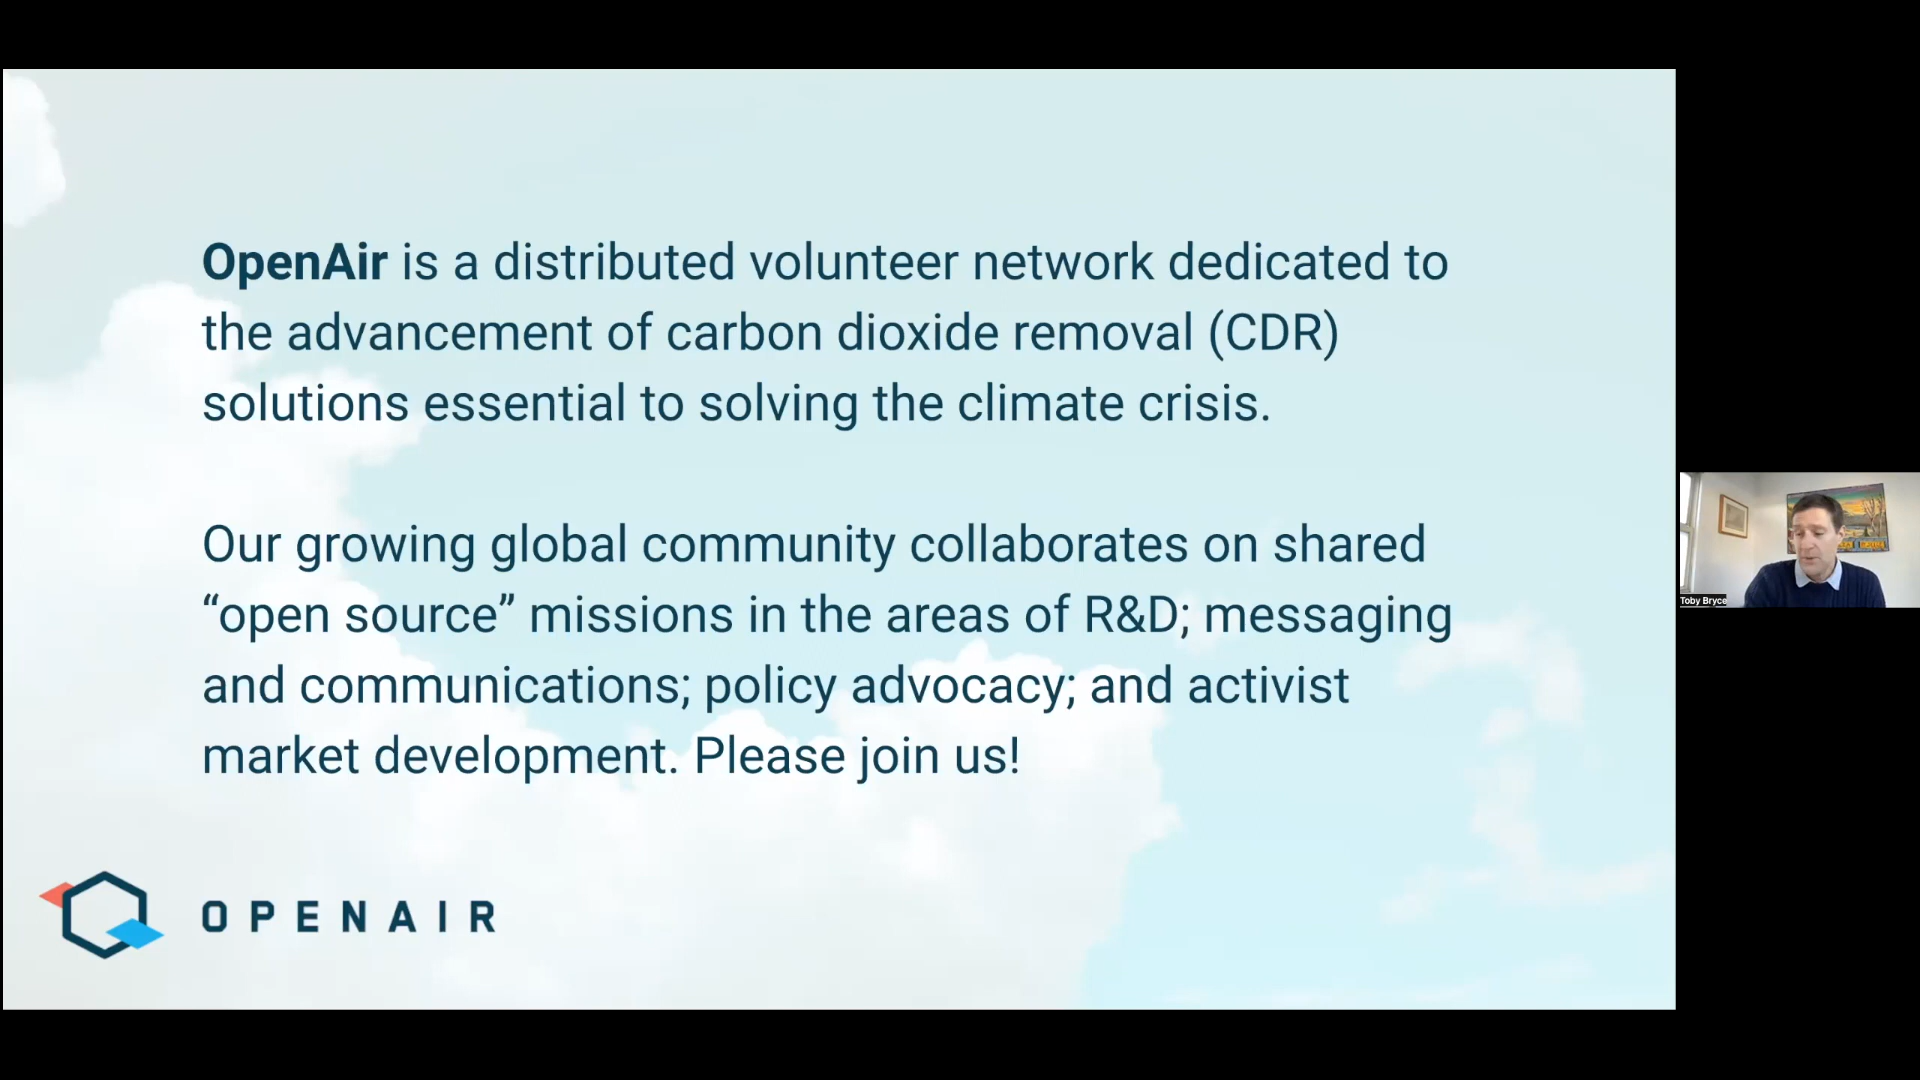 OpenAir is a distributed volunteer network dedicated to
the advancement of carbon dioxide removal (CDR)
solutions essential to solving the climate crisis.
Our growing global community collaborates on shared
“open source” missions in the areas of R&D; messaging
and communications; policy advocacy; and activist
market development. Please join us!
OPENAIR
Toby Bryce